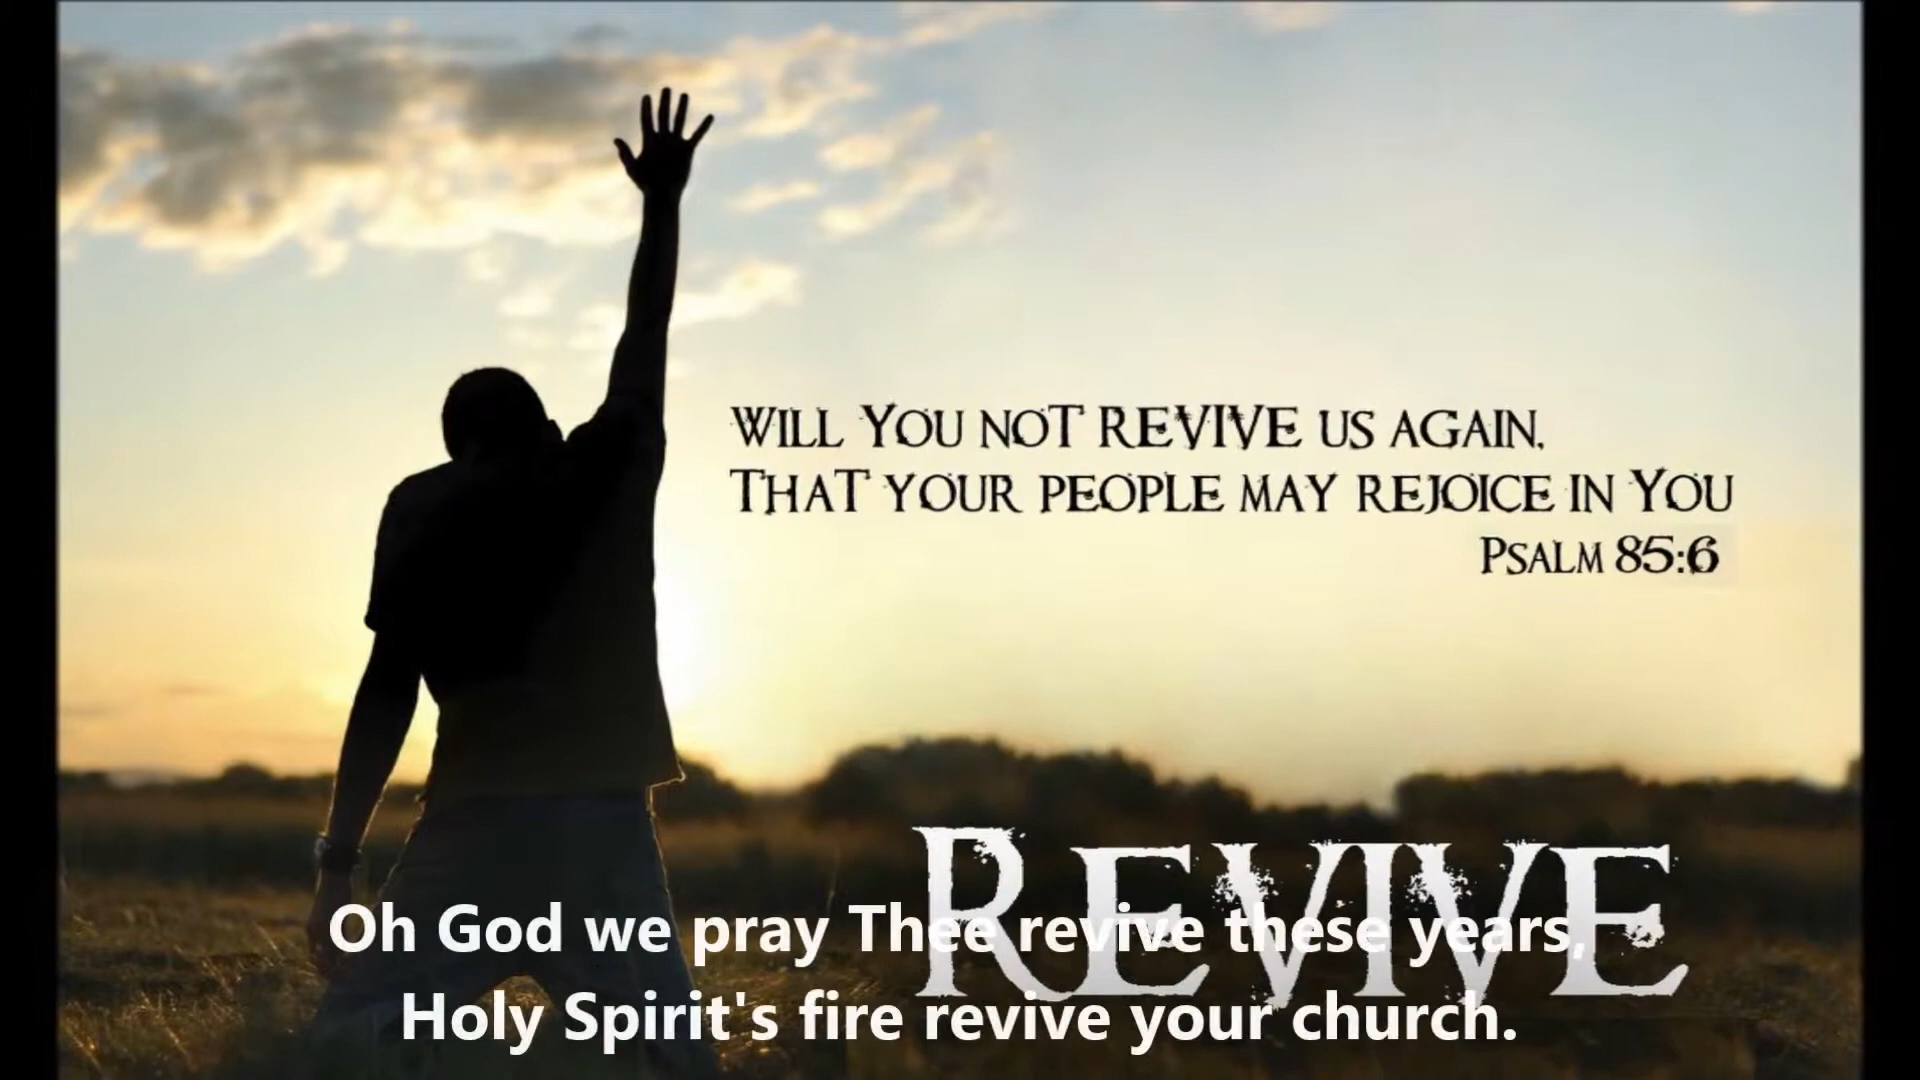 WILL YOU NOT REVIVE US AGAIN,
THAT YOUR PEOPLE MAY REJOICE IN YOU
PSALM 85:6
REVIVE
Oh God we pray Thee revive these years,
Holy Spirit's fire revive your church.